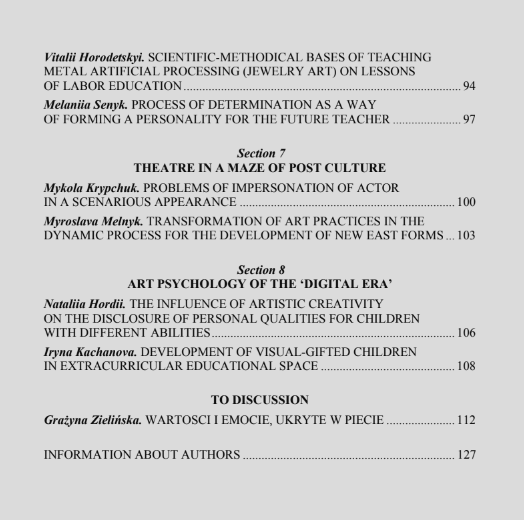 Vitalii Horodetskyi. SCIENTIFIC-METHODICAL BASES OF TEACHING
METAL ARTIFICIAL PROCESSING (JEWELRY ART) ON LESSONS
OF LABOR EDUCATION ........ 94
Melaniia Senyk. PROCESS OF DETERMINATION AS A WAY
OF FORMING A PERSONALITY FOR THE FUTURE TEACHER ........ 97
Section 7
THEATRE IN A MAZE OF POST CULTURE
Mykola Krypchuk. PROBLEMS OF IMPERSONATION OF ACTOR
IN A SCENARIOUS APPEARANCE ........ 100
Myroslava Melnyk. TRANSFORMATION OF ART PRACTICES IN THE
DYNAMIC PROCESS FOR THE DEVELOPMENT OF NEW EAST FORMS ... 103
Section 8
ART PSYCHOLOGY OF THE ‘DIGITAL ERA’
Nataliia Hordii. THE INFLUENCE OF ARTISTIC CREATIVITY
ON THE DISCLOSURE OF PERSONAL QUALITIES FOR CHILDREN
WITH DIFFERENT ABILITIES ........ 106
Iryna Kachanova. DEVELOPMENT OF VISUAL-GIFTED CHILDREN
IN EXTRACURRICULAR EDUCATIONAL SPACE ........ 108
TO DISCUSSION
Grażyna Zielińska. WARTOSCI I EMOCIE, UKRYTE W PIECIE ........ 112
INFORMATION ABOUT AUTHORS ........ 127